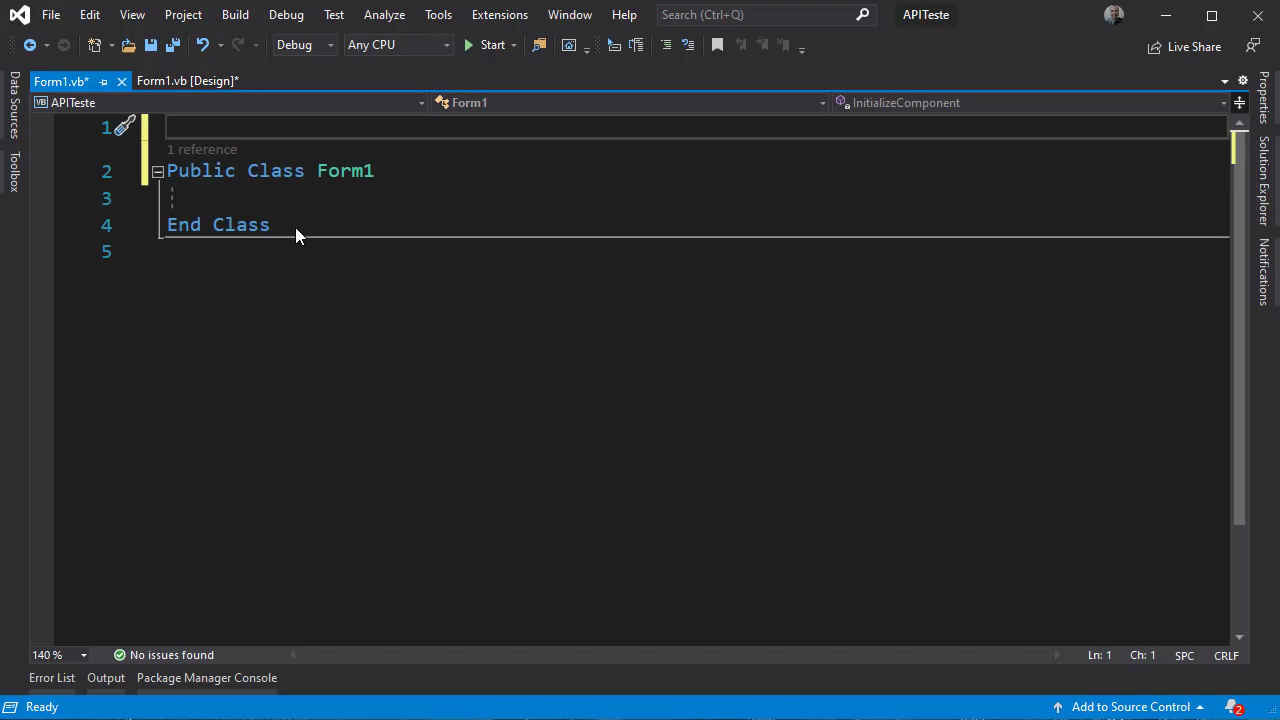 File Edit View Project Build Debug Test Analyze Tools Extensions Window Help Search (Ctrl+Q) APITeste
Debug Any CPU Start Live Share
Form1.vb* Form1.vb [Design]*
VB APITeste Form1 InitializeComponent
Data Sources
Toolbox
Properties
Solution Explorer
Notifications
1
1 reference
2 Public Class Form1
3
4 End Class
5
140 % No issues found Ln: 1 Ch: 1 SPC CRLF
Error List Output Package Manager Console
Ready Add to Source Control 2